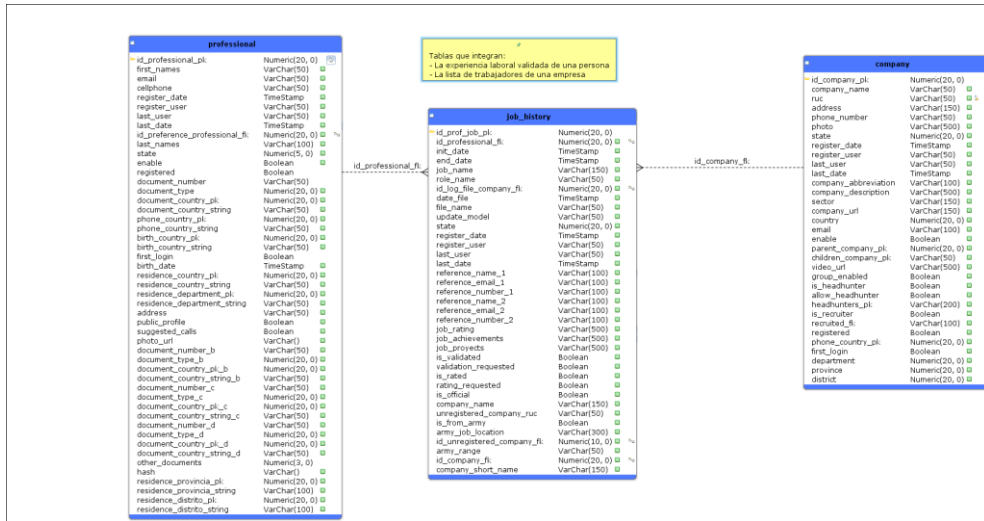 professional
id_professional_pk Numeric(20, 0)
first_names VarChar(50)
email VarChar(50)
cellphone VarChar(50)
register_date TimeStamp
register_user VarChar(50)
last_user VarChar(50)
last_date TimeStamp
id_preference_professional_fk Numeric(20, 0)
last_names VarChar(100)
state Numeric(5, 0)
enable Boolean
registered Boolean
document_number VarChar(50)
document_type Numeric(20, 0)
document_country_pk Numeric(20, 0)
document_country_string VarChar(50)
phone_country_pk Numeric(20, 0)
phone_country_string VarChar(50)
birth_country_pk Numeric(20, 0)
birth_country_string VarChar(50)
first_login Boolean
birth_date TimeStamp
residence_country_pk Numeric(20, 0)
residence_country_string VarChar(50)
residence_department_pk Numeric(20, 0)
residence_department_string VarChar(50)
address VarChar(50)
public_profile Boolean
suggested_calls Boolean
photo_url VarChar()
document_number_b VarChar(50)
document_type_b Numeric(20, 0)
document_country_pk_b Numeric(20, 0)
document_country_string_b VarChar(50)
document_number_c VarChar(50)
document_type_c Numeric(20, 0)
document_country_pk_c Numeric(20, 0)
document_country_string_c VarChar(50)
document_number_d VarChar(50)
document_type_d Numeric(20, 0)
document_country_pk_d Numeric(20, 0)
document_country_string_d VarChar(50)
other_documents Numeric(3, 0)
hash VarChar()
residence_provincia_pk Numeric(20, 0)
residence_provincia_string VarChar(100)
residence_distrito_pk Numeric(20, 0)
residence_distrito_string VarChar(100)
id_professional_fk
Tablas que integran:
- La experiencia laboral validada de una persona
- La lista de trabajadores de una empresa
job_history
id_prof_job_pk Numeric(20, 0)
id_professional_fk Numeric(20, 0)
init_date TimeStamp
end_date TimeStamp
job_name VarChar(150)
role_name VarChar(50)
id_log_file_company_fk Numeric(20, 0)
date_file TimeStamp
file_name VarChar(50)
update_model VarChar(50)
state Numeric(20, 0)
register_date TimeStamp
register_user VarChar(50)
last_user VarChar(50)
last_date TimeStamp
reference_name_1 VarChar(100)
reference_email_1 VarChar(100)
reference_number_1 VarChar(100)
reference_name_2 VarChar(100)
reference_email_2 VarChar(100)
reference_number_2 VarChar(100)
job_rating VarChar(500)
job_achievements VarChar(500)
job_proyects VarChar(500)
is_validated Boolean
validation_requested Boolean
is_rated Boolean
rating_requested Boolean
is_official Boolean
company_name VarChar(150)
unregistered_company_ruc VarChar(50)
is_from_army Boolean
army_job_location VarChar(300)
id_unregistered_company_fk Numeric(10, 0)
army_range VarChar(50)
id_company_fk Numeric(20, 0)
company_short_name VarChar(150)
id_company_fk
company
id_company_pk Numeric(20, 0)
company_name VarChar(50)
ruc VarChar(50)
address VarChar(150)
phone_number VarChar(50)
photo VarChar(500)
state Numeric(20, 0)
register_date TimeStamp
register_user VarChar(50)
last_user VarChar(50)
last_date TimeStamp
company_abbreviation VarChar(100)
company_description VarChar(500)
sector VarChar(150)
company_url VarChar(150)
country Numeric(20, 0)
email VarChar(100)
enable Boolean
parent_company_pk Numeric(20, 0)
children_company_pk VarChar(50)
video_url VarChar(500)
group_enabled Boolean
is_headhunter Boolean
allow_headhunter Boolean
headhunters_pk VarChar(200)
is_recruiter Boolean
recruited_fk VarChar(100)
registered Boolean
phone_country_pk Numeric(20, 0)
first_login Boolean
department Numeric(20, 0)
province Numeric(20, 0)
district Numeric(20, 0)